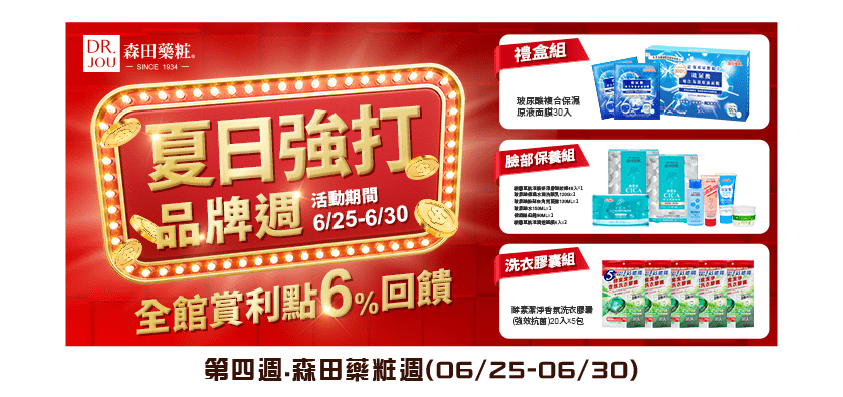 DR.
JOU
森田藥粧®
SINCE 1934
夏日強打
品牌週
活動期間
6/25-6/30
全館賞利點6%回饋
禮盒組
玻尿酸複合保濕
原液面膜30入
臉部保養組
洗衣膠囊組
酵素潔淨香氛洗衣膠囊
(強效抗菌)20入×5包
第四週.森田藥粧週(06/25-06/30)